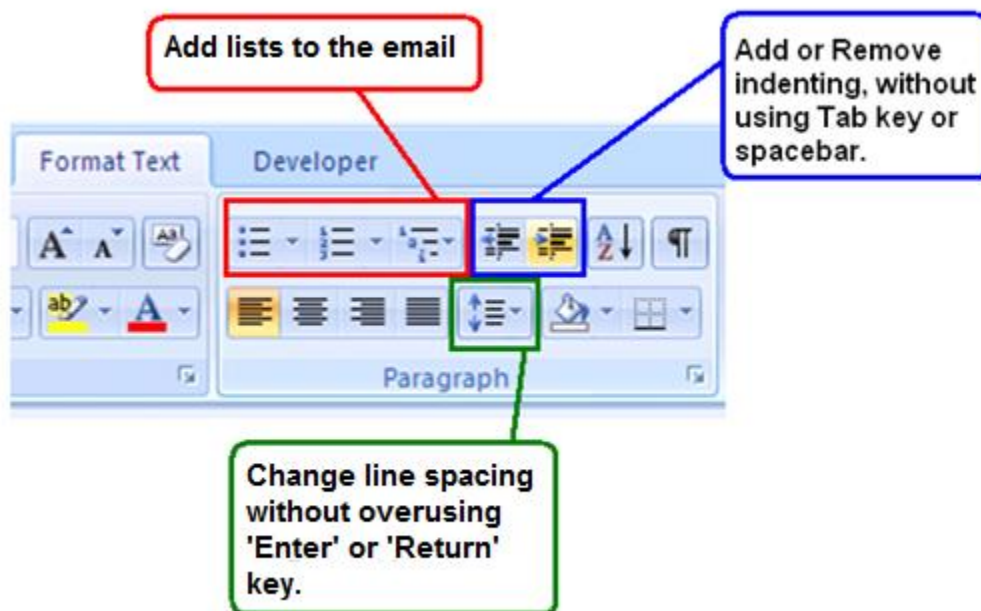 Add lists to the email
Add or Remove
indenting, without
using Tab key or
spacebar.
Format Text
Developer
Paragraph
Change line spacing
without overusing
'Enter' or 'Return'
key.